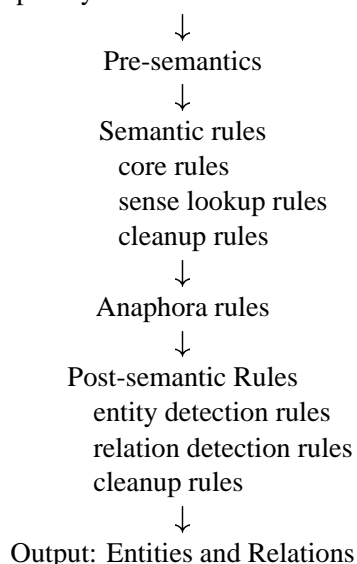 ↓
Pre-semantics
↓
Semantic rules
core rules
sense lookup rules
cleanup rules
↓
Anaphora rules
↓
Post-semantic Rules
entity detection rules
relation detection rules
cleanup rules
↓
Output: Entities and Relations